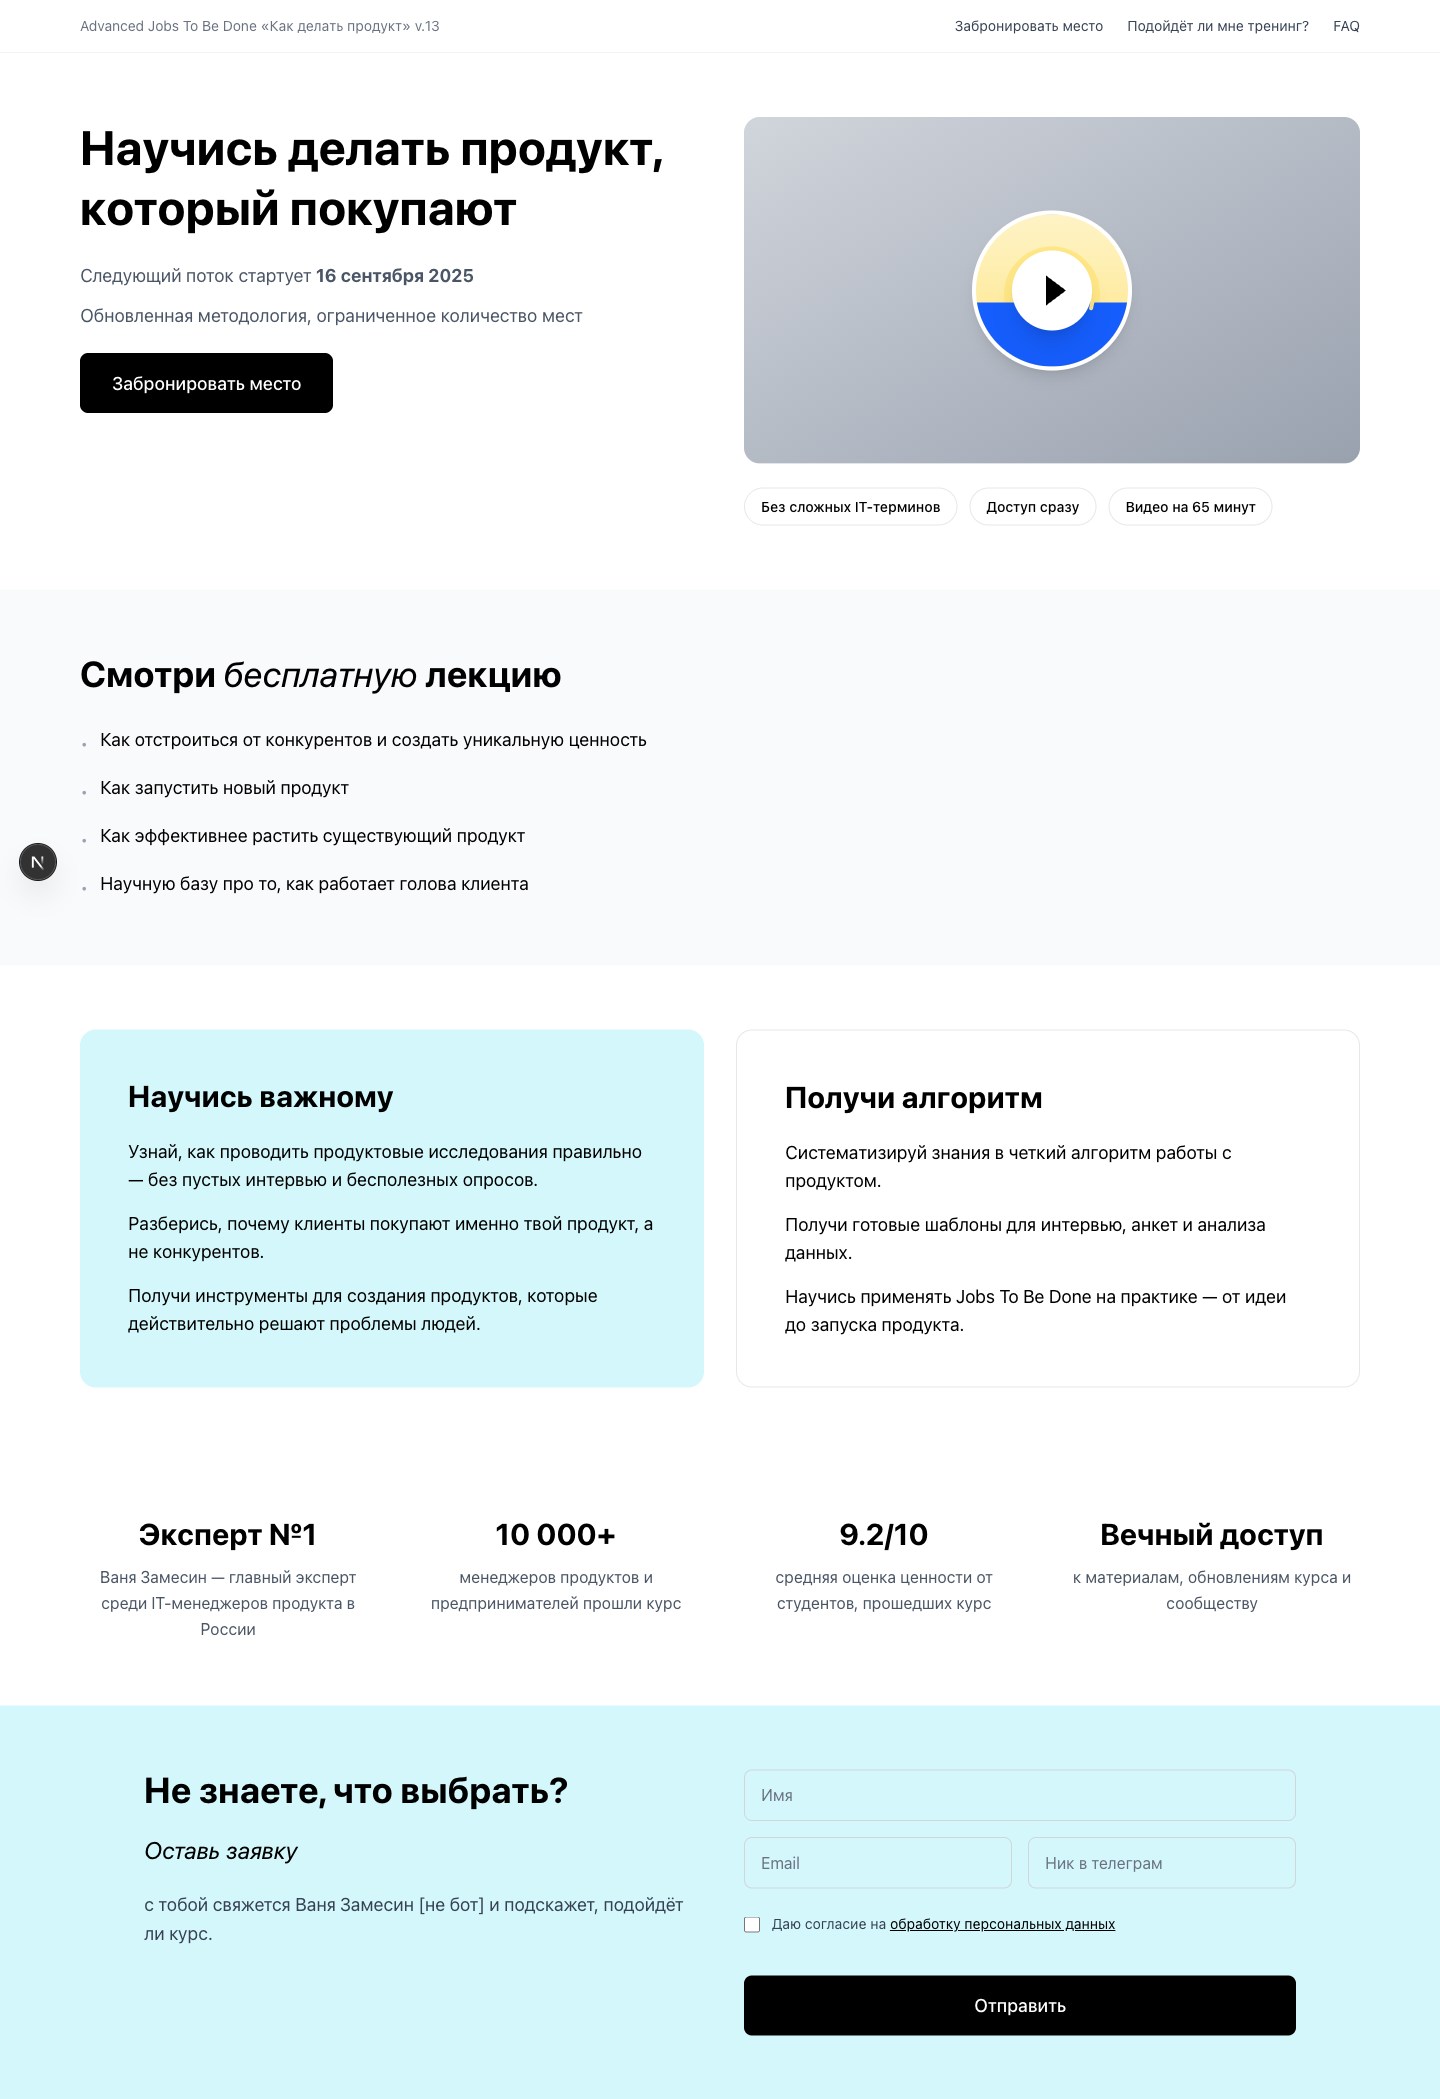 Advanced Jobs To Be Done «Как делать продукт» v.13
Забронировать место
Подойдёт ли мне тренинг?
FAQ
Научись делать продукт,
который покупают
Следующий поток стартует 16 сентября 2025
Обновленная методология, ограниченное количество мест
Забронировать место
Без сложных IT-терминов
Доступ сразу
Видео на 65 минут
Смотри бесплатную лекцию
Как отстроиться от конкурентов и создать уникальную ценность
Как запустить новый продукт
Как эффективнее растить существующий продукт
Научную базу про то, как работает голова клиента
N
Научись важному
Узнай, как проводить продуктовые исследования правильно
— без пустых интервью и бесполезных опросов.
Разберись, почему клиенты покупают именно твой продукт, а
не конкурентов.
Получи инструменты для создания продуктов, которые
действительно решают проблемы людей.
Получи алгоритм
Систематизируй знания в четкий алгоритм работы с
продуктом.
Получи готовые шаблоны для интервью, анкет и анализа
данных.
Научись применять Jobs To Be Done на практике — от идеи
до запуска продукта.
Эксперт №1
Ваня Замесин — главный эксперт
среди IT-менеджеров продукта в
России
10 000+
менеджеров продуктов и
предпринимателей прошли курс
9.2/10
средняя оценка ценности от
студентов, прошедших курс
Вечный доступ
к материалам, обновлениям курса и
сообществу
Не знаете, что выбрать?
Оставь заявку
с тобой свяжется Ваня Замесин [не бот] и подскажет, подойдёт
ли курс.
Имя
Email
Ник в телеграм
Даю согласие на обработку персональных данных
Отправить